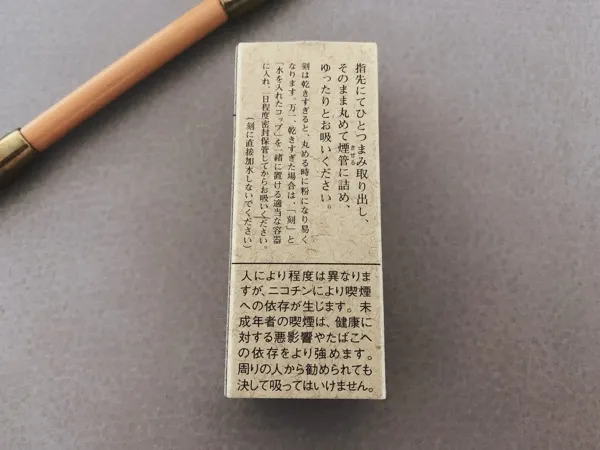 指先にてひとつまみ取り出し、
そのまま丸めて煙管に詰め、
きせる
ゆったりとお吸いください。
刻は乾きすぎると、丸める時に粉になり易く
なります。万一、乾きすぎた場合は、「刻」と
「水を入れたコップ」を一緒に置ける適当な容器
に入れ、一日程度密封保管してからお吸いください。
（刻に直接加水しないでください）
人により程度は異なりま
すが、ニコチンにより喫煙
への依存が生じます。未
成年者の喫煙は、健康に
対する悪影響やたばこへ
の依存をより強めます。
周りの人から勧められても
決して吸ってはいけません。